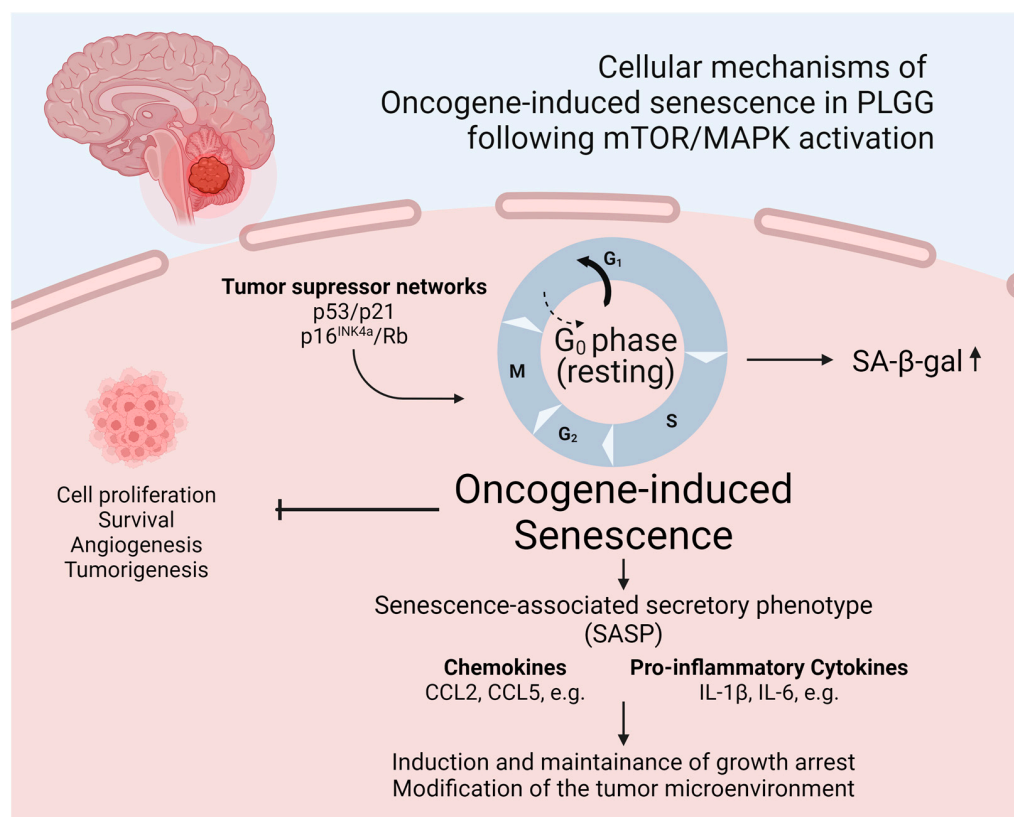 Cellular mechanisms of
Oncogene-induced senescence in PLGG
following mTOR/MAPK activation
Tumor supressor networks
p53/p21
p16INK4a/Rb
G1
G0 phase
(resting)
M
S
G2
SA-β-gal
Cell proliferation
Survival
Angiogenesis
Tumorigenesis
Oncogene-induced
Senescence
Senescence-associated secretory phenotype
(SASP)
Chemokines
CCL2, CCL5, e.g.
Pro-inflammatory Cytokines
IL-1β, IL-6, e.g.
Induction and maintainance of growth arrest
Modification of the tumor microenvironment